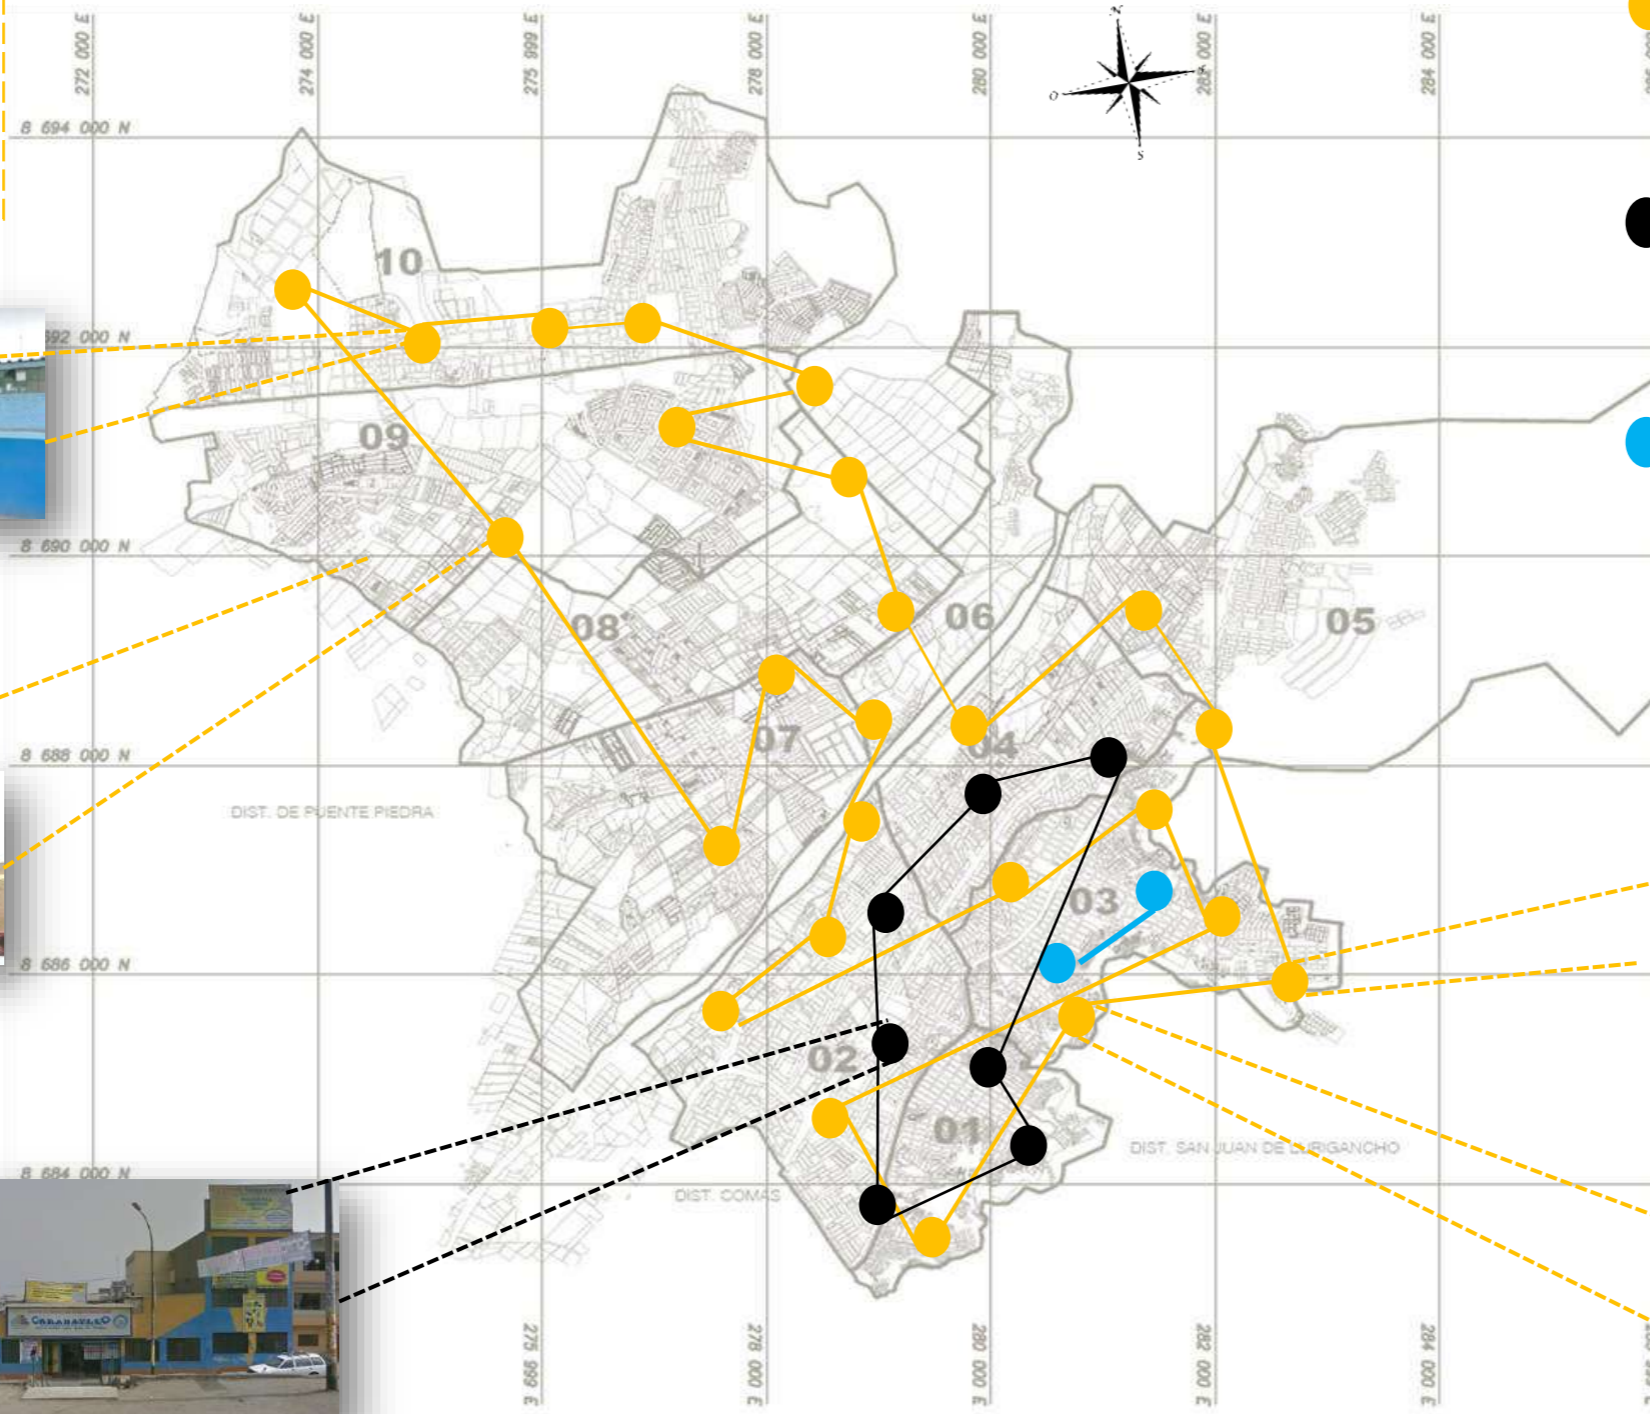 272 000 E
274 000 E
275 999 E
278 000 E
280 000 E
284 000 E
N
O
S
8 694 000 N
10
692 000 N
09
8 690 000 N
08
06
05
07
04
8 688 000 N
DIST. DE PUENTE PIEDRA
03
8 686 000 N
02
01
DIST. SAN JUAN DE LURIGANCHO
8 684 000 N
DIST. COMAS
CARABAYLLO
275 999 E
278 000 E
280 000 E
282 000 E
284 000 E